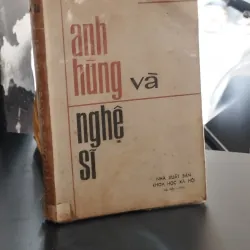 anh
hùng và
nghệ
sĩ
NHÀ XUẤT BẢN
KHOA HỌC XÃ HỘI